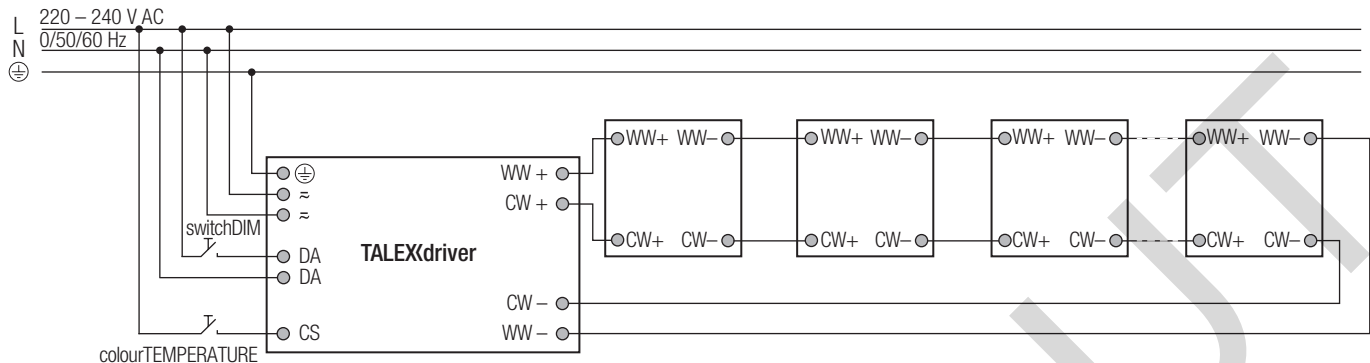 L 220 – 240 V AC
N 0/50/60 Hz
WW+ WW– WW+ WW– WW+ WW– WW+ WW–
WW +
≂
CW +
≂
switchDIM
CW+ CW– CW+ CW– CW+ CW– CW+ CW–
DA
TALEXXdriver
DA
CW –
CS
WW –
colourTEMPERATURE